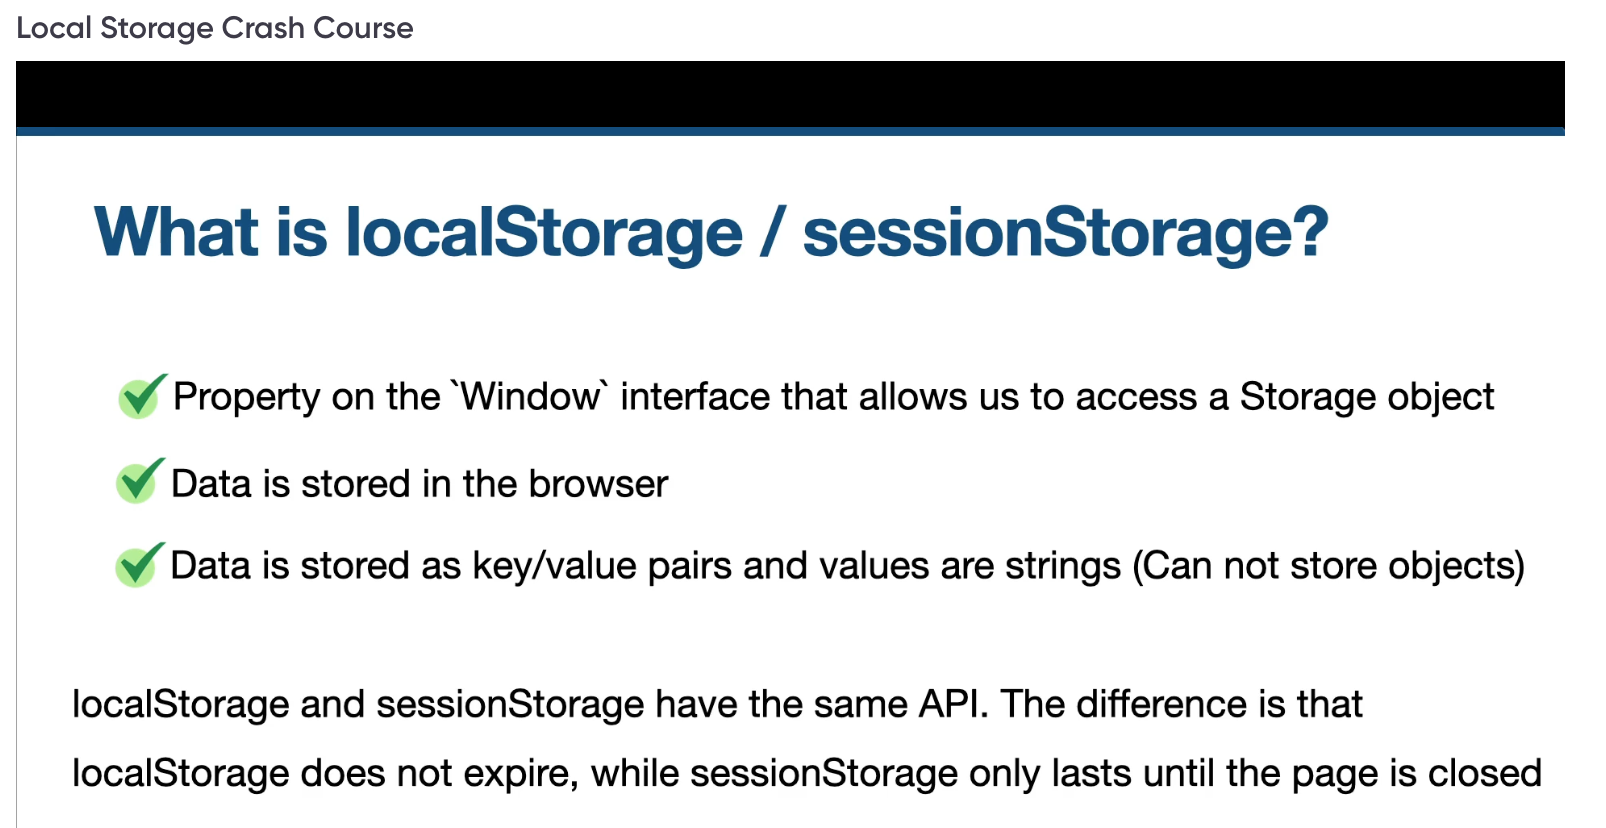 Local Storage Crash Course
What is localStorage / sessionStorage?
Property on the `Window` interface that allows us to access a Storage object
Data is stored in the browser
Data is stored as key/value pairs and values are strings (Can not store objects)
localStorage and sessionStorage have the same API. The difference is that
localStorage does not expire, while sessionStorage only lasts until the page is closed